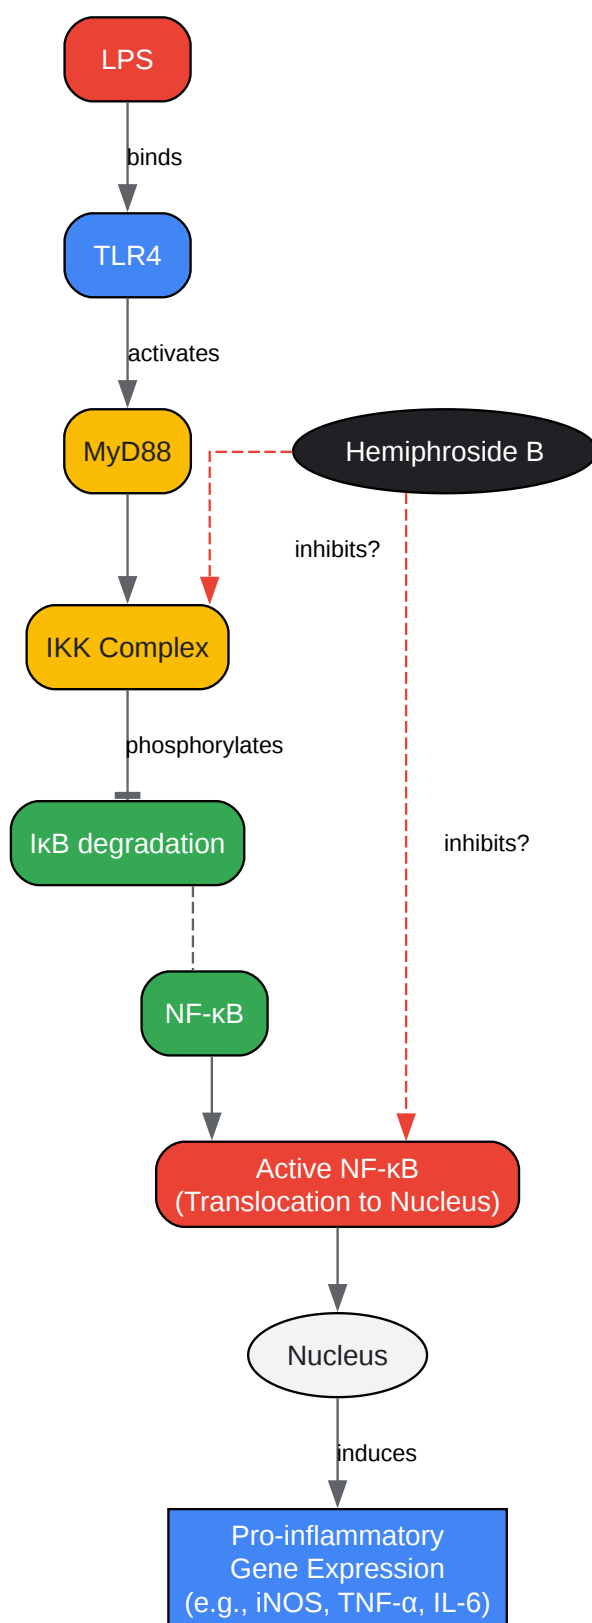 LPS
binds
TLR4
activates
MyD88
Hemiphroside B
inhibits?
IKK Complex
phosphorylates
IκB degradation
inhibits?
NF-κB
Active NF-κB
(Translocation to Nucleus)
Nucleus
induces
Pro-inflammatory
Gene Expression
(e.g., iNOS, TNF-α, IL-6)